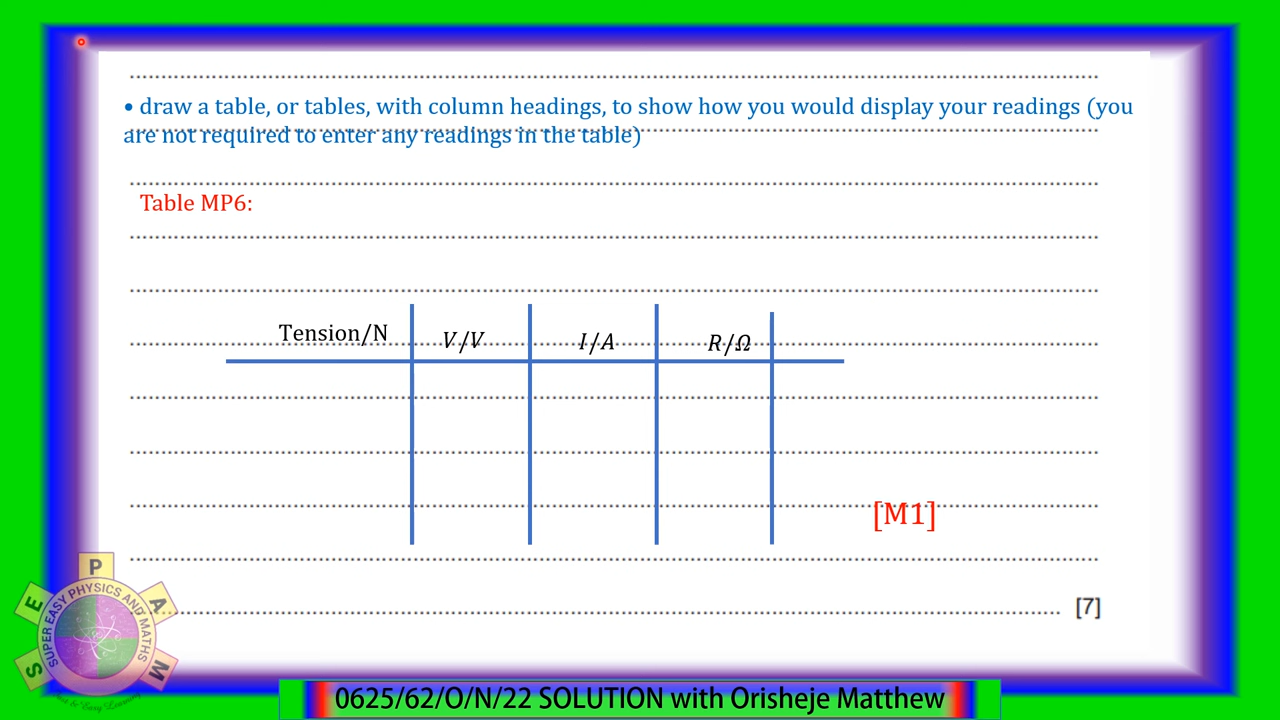 • draw a table, or tables, with column headings, to show how you would display your readings (you
are not required to enter any readings in the table)
Table MP6:
Tension/N V/V I/A R/Ω
[M1]
[7]
S E P A M
SUPER EASY PHYSICS AND MATHS
0625/62/O/N/22 SOLUTION with Orisheje Matthew